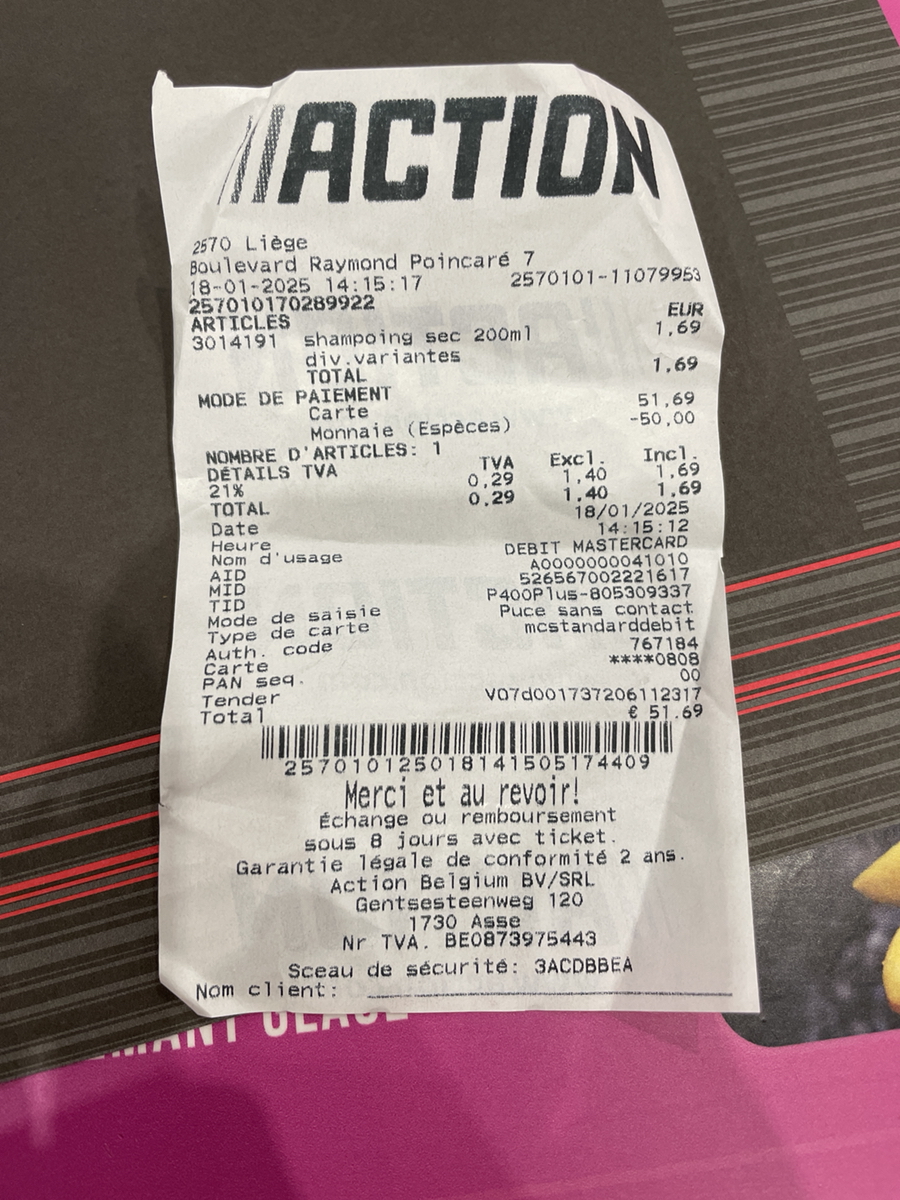 ACTION
2570 Liège
Boulevard Raymond Poincaré 7
18-01-2025 14:15:17 2570101-11079953
257010170289922
ARTICLES EUR
3014191 shampoing sec 200ml 1,69
div.variantes
TOTAL 1,69
MODE DE PAIEMENT
Carte 51,69
Monnaie (Espèces) -50,00
NOMBRE D'ARTICLES: 1
DÉTAILS TVA TVA Excl. Incl.
21% 0,29 1,40 1,69
TOTAL 0,29 1,40 1,69
Date 18/01/2025
Heure 14:15:12
Nom d'usage DEBIT MASTERCARD
AID A0000000041010
MID 526567002221617
TID P400Plus-805309337
Mode de saisie Puce sans contact
Type de carte mcstandarddebit
Auth. code 767184
Carte ****0808
PAN seq. 00
Tender V07d001737206112317
Total € 51.69
257010125018141505174409
Merci et au revoir!
Échange ou remboursement
sous 8 jours avec ticket.
Garantie légale de conformité 2 ans.
Action Belgium BV/SRL
Gentsesteenweg 120
1730 Asse
Nr TVA. BE0873975443
Sceau de sécurité: 3ACDBBEA
Nom client: